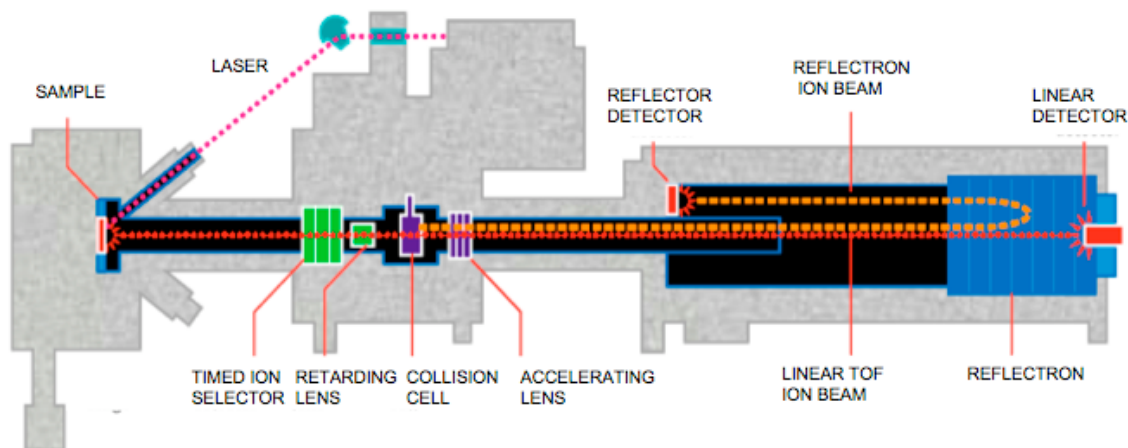 LASER
SAMPLE
REFLECTOR
DETECTOR
REFLECTRON
ION BEAM
LINEAR
DETECTOR
TIMED ION
SELECTOR
RETARDING
LENS
COLLISION
CELL
ACCELERATING
LENS
LINEAR TOF
ION BEAM
REFLECTRON